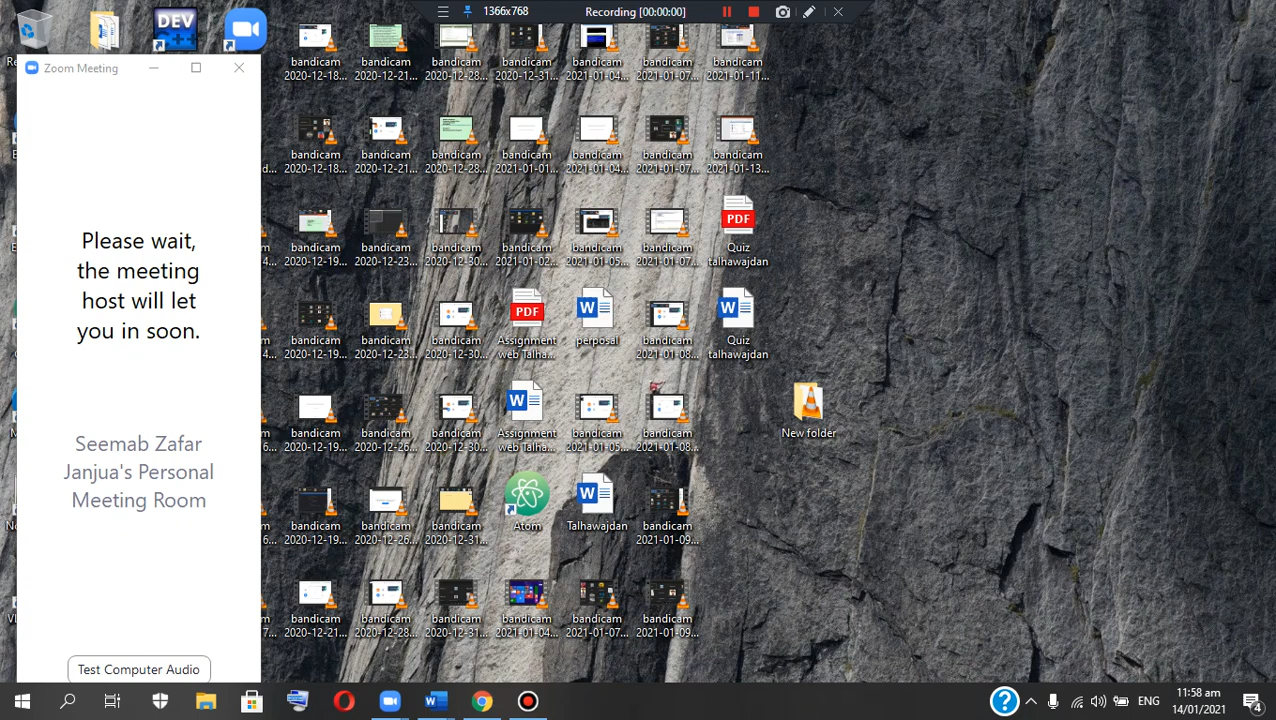 1366x768
Recording [00:00:00]
DEV
C++
Zoom Meeting
bandicam
2020-12-18...
bandicam
2020-12-21...
bandicam
2020-12-28...
bandicam
2020-12-31...
bandicam
2021-01-04...
bandicam
2021-01-07...
bandicam
2021-01-11...
bandicam
2020-12-18...
bandicam
2020-12-21...
bandicam
2020-12-28...
bandicam
2021-01-01...
bandicam
2021-01-04...
bandicam
2021-01-07...
bandicam
2021-01-13...
Please wait,
the meeting
host will let
you in soon.
bandicam
2020-12-19...
bandicam
2020-12-23...
bandicam
2020-12-30...
bandicam
2021-01-02...
bandicam
2021-01-05...
bandicam
2021-01-07...
PDF
Quiz
talhawajdan
bandicam
2020-12-19...
bandicam
2020-12-23...
bandicam
2020-12-30...
PDF
Assignment
web Talha...
W
perposal
bandicam
2021-01-08...
W
Quiz
talhawajdan
Seemab Zafar
Janjua's Personal
Meeting Room
bandicam
2020-12-19...
bandicam
2020-12-26...
bandicam
2020-12-30...
W
Assignment
web Talha...
bandicam
2021-01-05...
bandicam
2021-01-08...
New folder
bandicam
2020-12-19...
bandicam
2020-12-26...
bandicam
2020-12-31...
Atom
W
Talhawajdan
bandicam
2021-01-09...
bandicam
2020-12-21...
bandicam
2020-12-28...
bandicam
2020-12-31...
bandicam
2021-01-04...
bandicam
2021-01-07...
bandicam
2021-01-09...
Test Computer Audio
ENG
11:58 am
14/01/2021
4